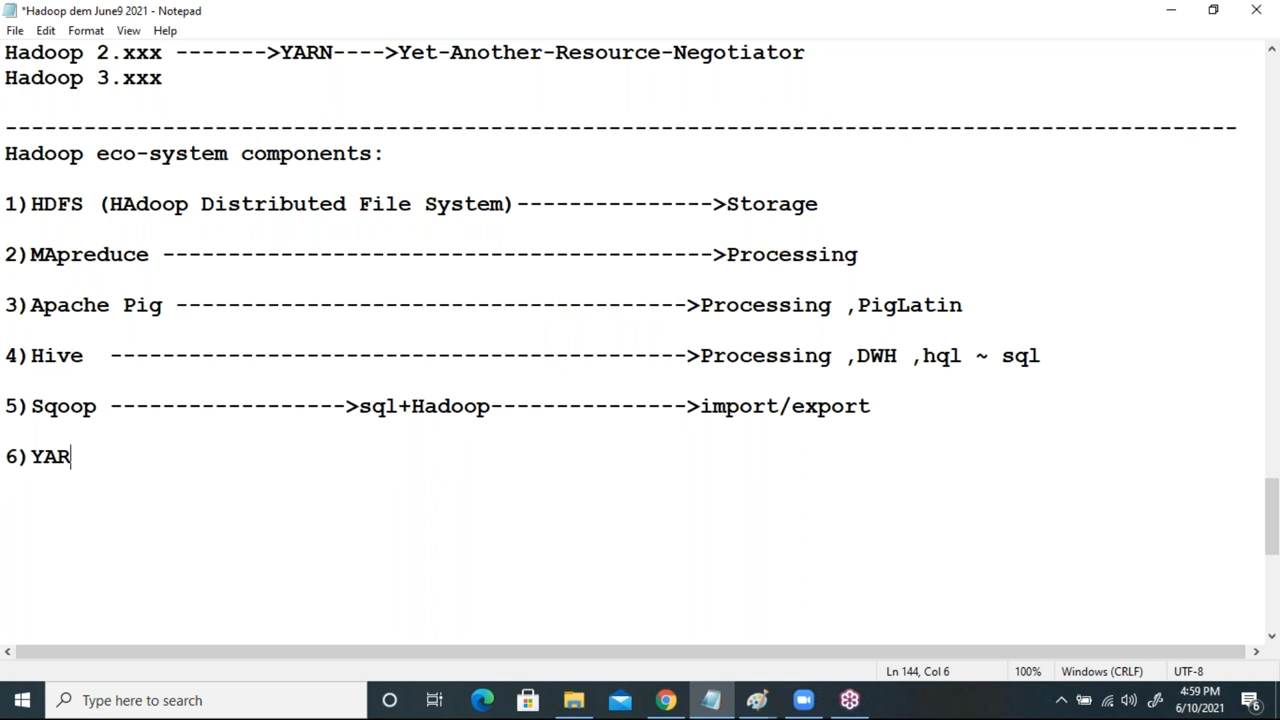 *Hadoop dem June9 2021 - Notepad
File Edit Format View Help
Hadoop 2.xxx ------->YARN---->Yet-Another-Resource-Negotiator
Hadoop 3.xxx
----------------------------------------------------------------------------------------------
Hadoop eco-system components:
1)HDFS (HAdoop Distributed File System)--------------->Storage
2)MApreduce ------------------------------------------>Processing
3)Apache Pig --------------------------------------->Processing ,PigLatin
4)Hive  -------------------------------------------->Processing ,DWH ,hql ~ sql
5)Sqoop ------------------>sql+Hadoop--------------->import/export
6)YAR
Ln 144, Col 6 100% Windows (CRLF) UTF-8
Type here to search
4:59 PM
6/10/2021
6